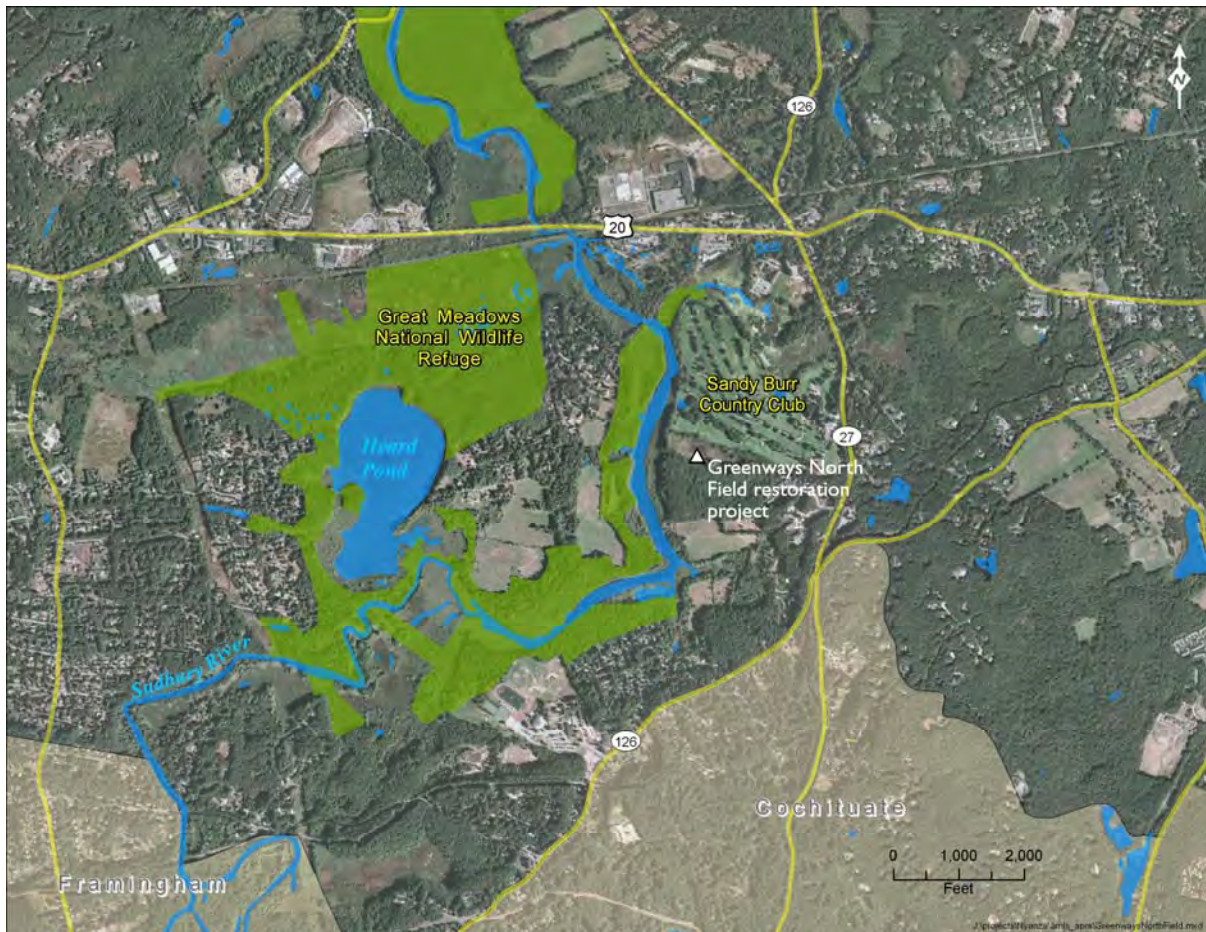 N
126
20
Great Meadows
National Wildlife
Refuge
Sandy Burr
Country Club
Heard
Pond
27
Greenways North
Field restoration
project
Sudbury River
126
Cochituate
0 1,000 2,000
Feet
Framingham